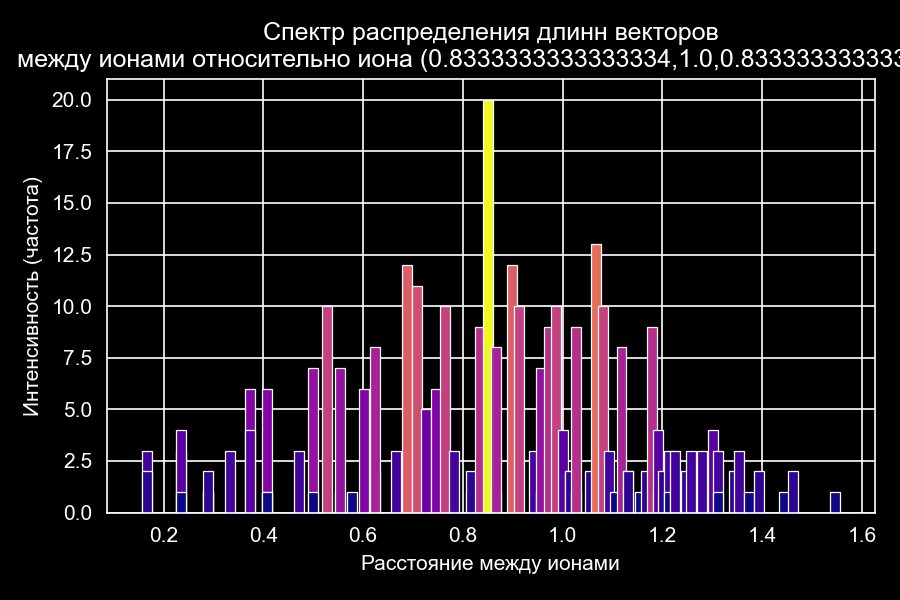 Спектр распределения длинн векторов
между ионами относительно иона (0.8333333333333334,1.0,0.833333333333
20.0
17.5
15.0
12.5
10.0
7.5
5.0
2.5
0.0
Интенсивность (частота)
0.2 0.4 0.6 0.8 1.0 1.2 1.4 1.6
Расстояние между ионами